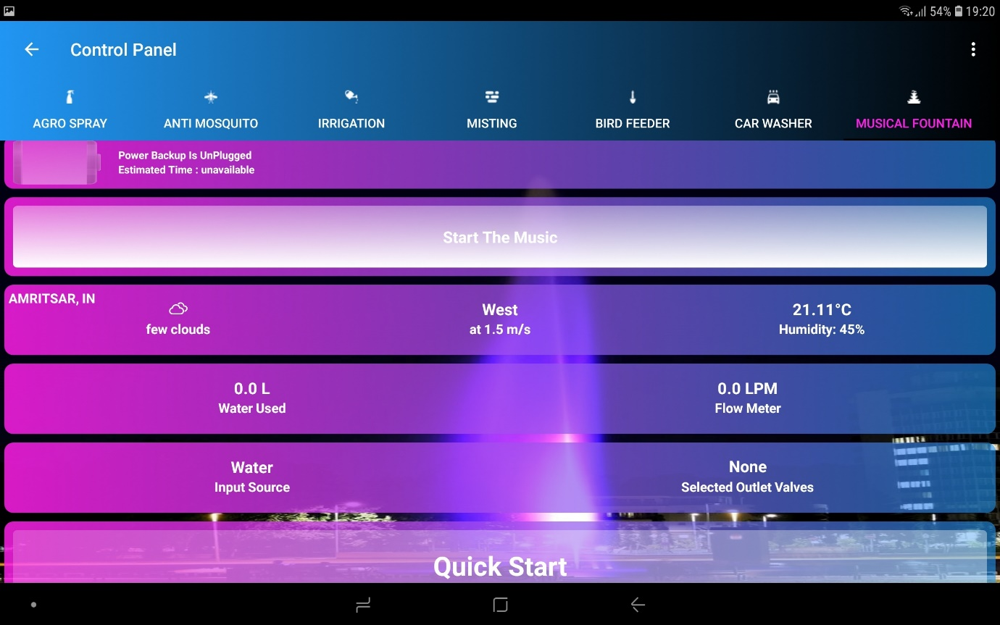 54% 19:20
Control Panel
AGRO SPRAY
ANTI MOSQUITO
IRRIGATION
MISTING
BIRD FEEDER
CAR WASHER
MUSICAL FOUNTAIN
Power Backup Is UnPlugged
Estimated Time : unavailable
Start The Music
AMRITSAR, IN
few clouds
West
at 1.5 m/s
21.11°C
Humidity: 45%
0.0 L
Water Used
0.0 LPM
Flow Meter
Water
Input Source
None
Selected Outlet Valves
Quick Start